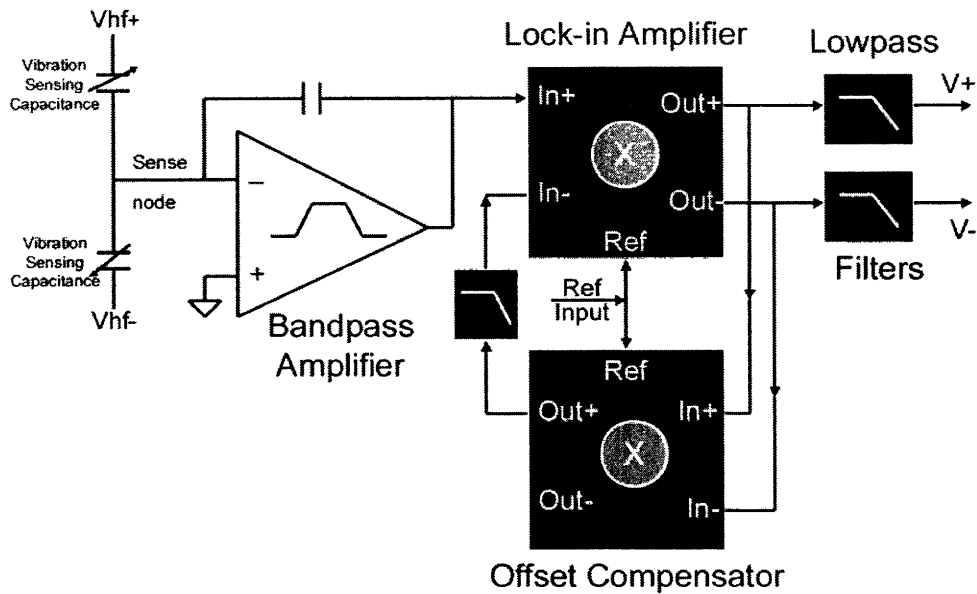 Vhf+
Vibration
Sensing
Capacitance
Sense
node
Vibration
Sensing
Capacitance
Vhf-
−
+
Bandpass
Amplifier
Lock-in Amplifier
In+
Out+
X
In-
Out-
Ref
Ref
Input
Ref
Out+
In+
X
Out-
In-
Offset Compensator
Lowpass
V+
V-
Filters